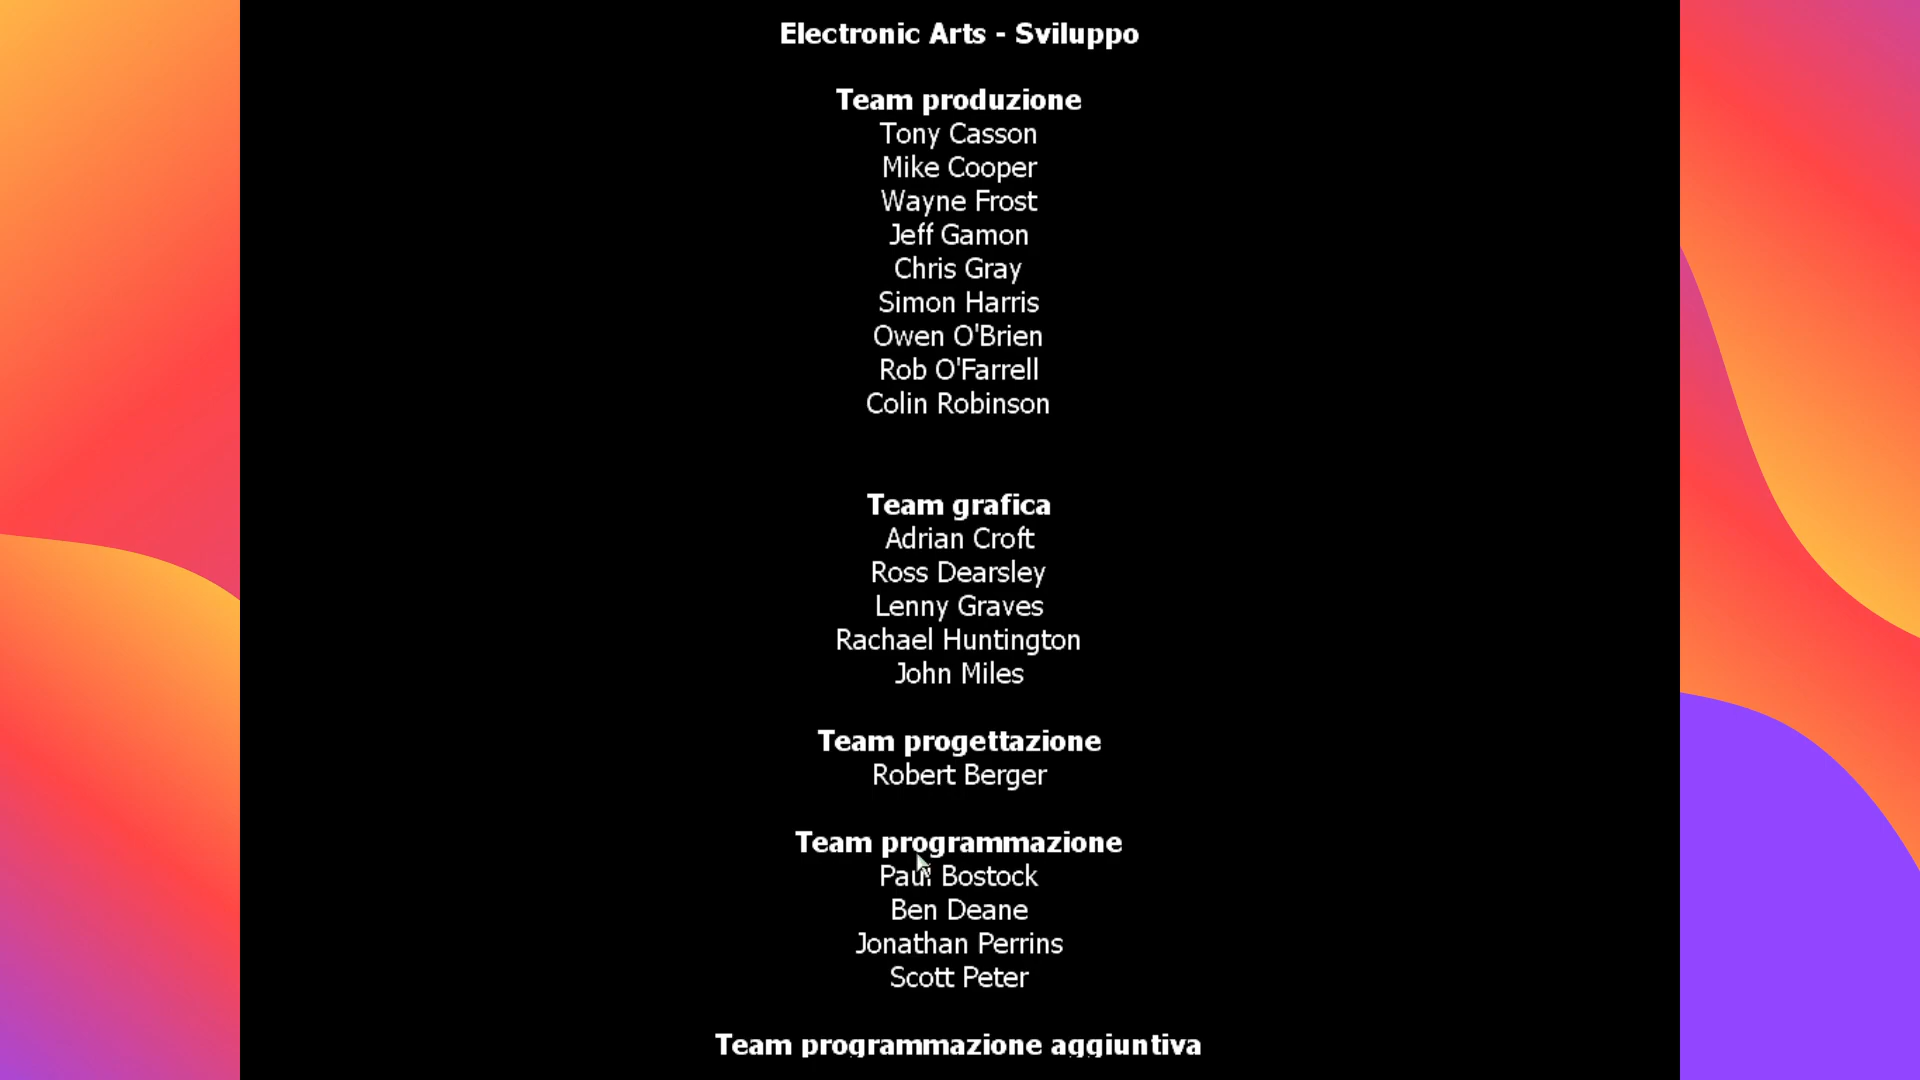 Electronic Arts - Sviluppo
Team produzione
Tony Casson
Mike Cooper
Wayne Frost
Jeff Gamon
Chris Gray
Simon Harris
Owen O'Brien
Rob O'Farrell
Colin Robinson
Team grafica
Adrian Croft
Ross Dearsley
Lenny Graves
Rachael Huntington
John Miles
Team progettazione
Robert Berger
Team programmazione
Paul Bostock
Ben Deane
Jonathan Perrins
Scott Peter
Team programmazione aggiuntiva